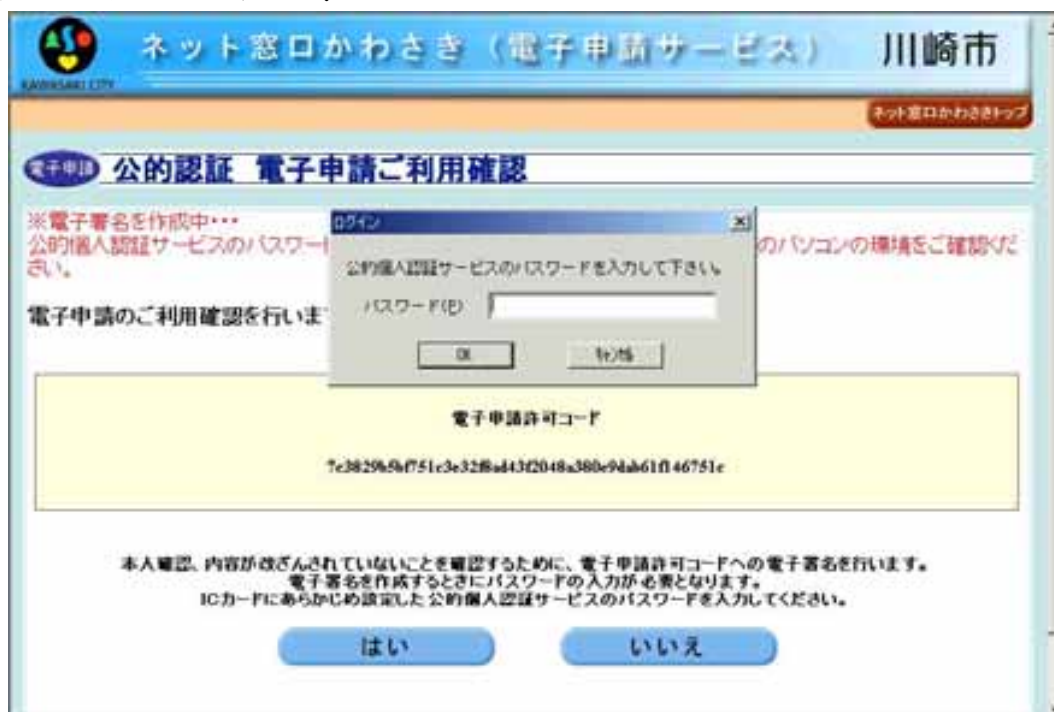 ネット窓口かわさき（電子申請サービス）
川崎市
KAWASAKI CITY
ネット窓口かわさきトップ
電子申請
公的認証 電子申請ご利用確認
※電子署名を作成中・・・
公的個人認証サービスのパスワー
のパソコンの環境をご確認くだ
さい。
電子申請のご利用確認を行いま
ログイン
公的個人認証サービスのパスワードを入力して下さい。
パスワード(P)
OK
キャンセル
電子申請許可コード
本人確認、内容が改ざんされていないことを確認するために、電子申請許可コードへの電子署名を行います。
電子署名を作成するときにパスワードの入力が必要となります。
ICカードにあらかじめ設定した公的個人認証サービスのパスワードを入力してください。
はい
いいえ